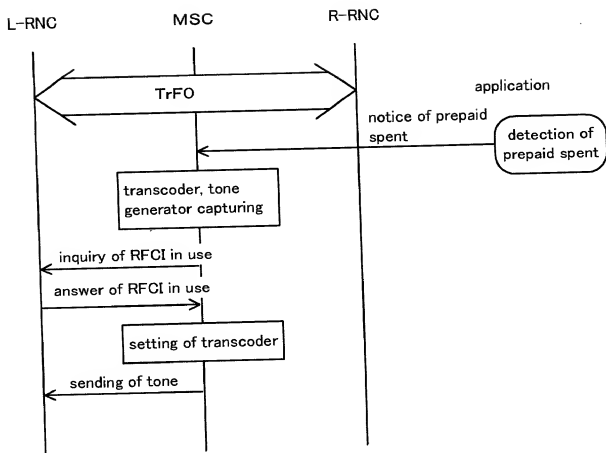 L-RNC
MSC
R-RNC
TrFO
application
notice of prepaid
spent
detection of
prepaid spent
transcoder, tone
generator capturing
inquiry of RFCI in use
answer of RFCI in use
setting of transcoder
sending of tone